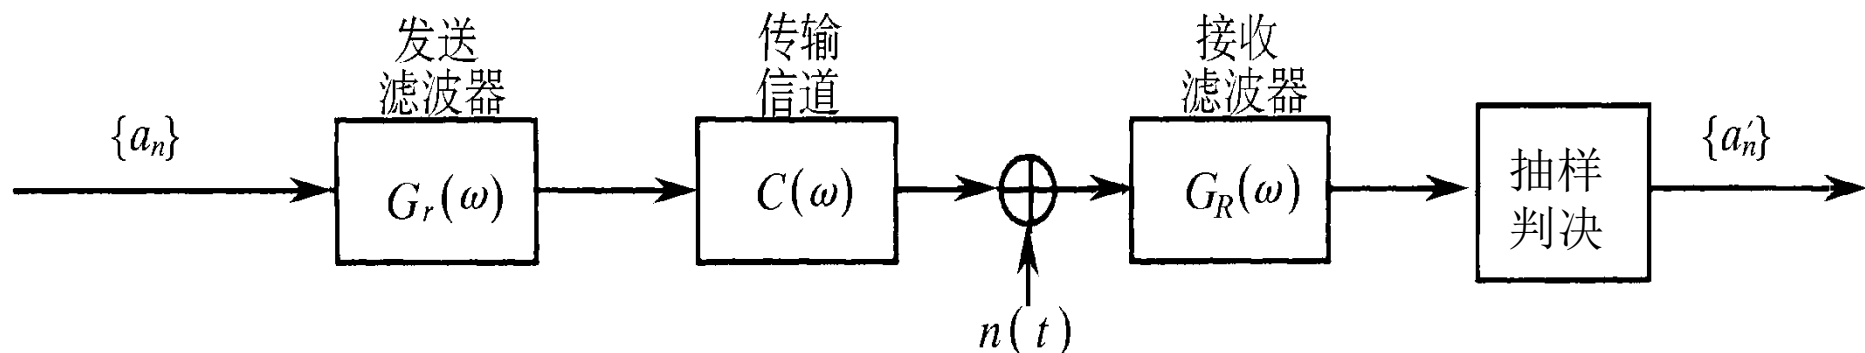 发送
滤波器
传输
信道
接收
滤波器
{aₙ}
Gᵣ(ω)
C(ω)
n(t)
G_R(ω)
抽样
判决
{a′ₙ}